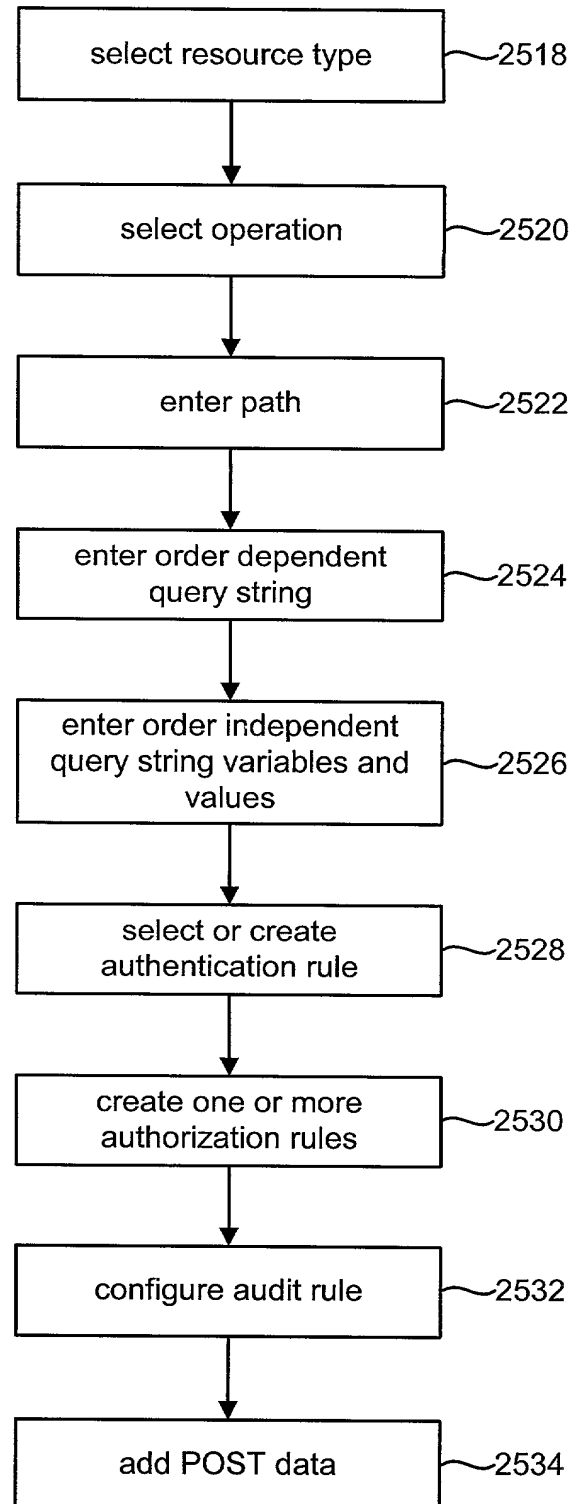 select resource type
2518
select operation
2520
enter path
2522
enter order dependent
query string
2524
enter order independent
query string variables and
values
2526
select or create
authentication rule
2528
create one or more
authorization rules
2530
configure audit rule
2532
add POST data
2534